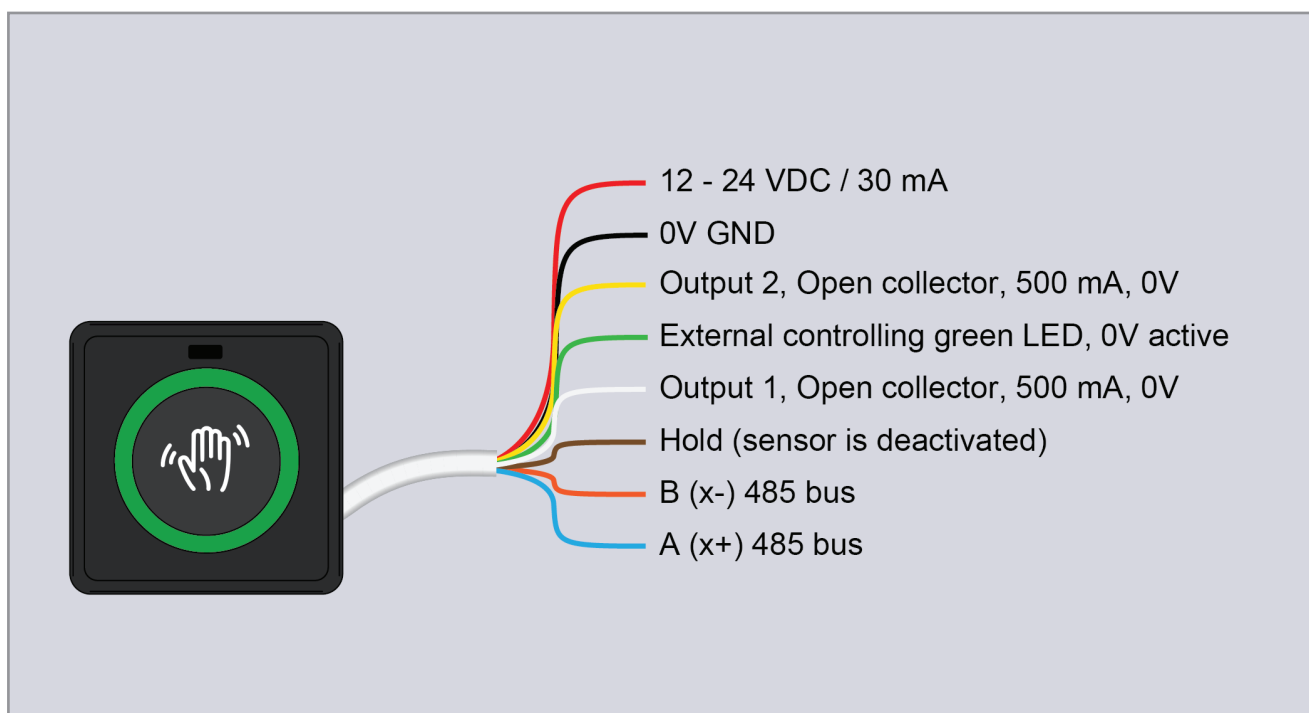 12 - 24 VDC / 30 mA
0V GND
Output 2, Open collector, 500 mA, 0V
External controlling green LED, 0V active
Output 1, Open collector, 500 mA, 0V
Hold (sensor is deactivated)
B (x-) 485 bus
A (x+) 485 bus